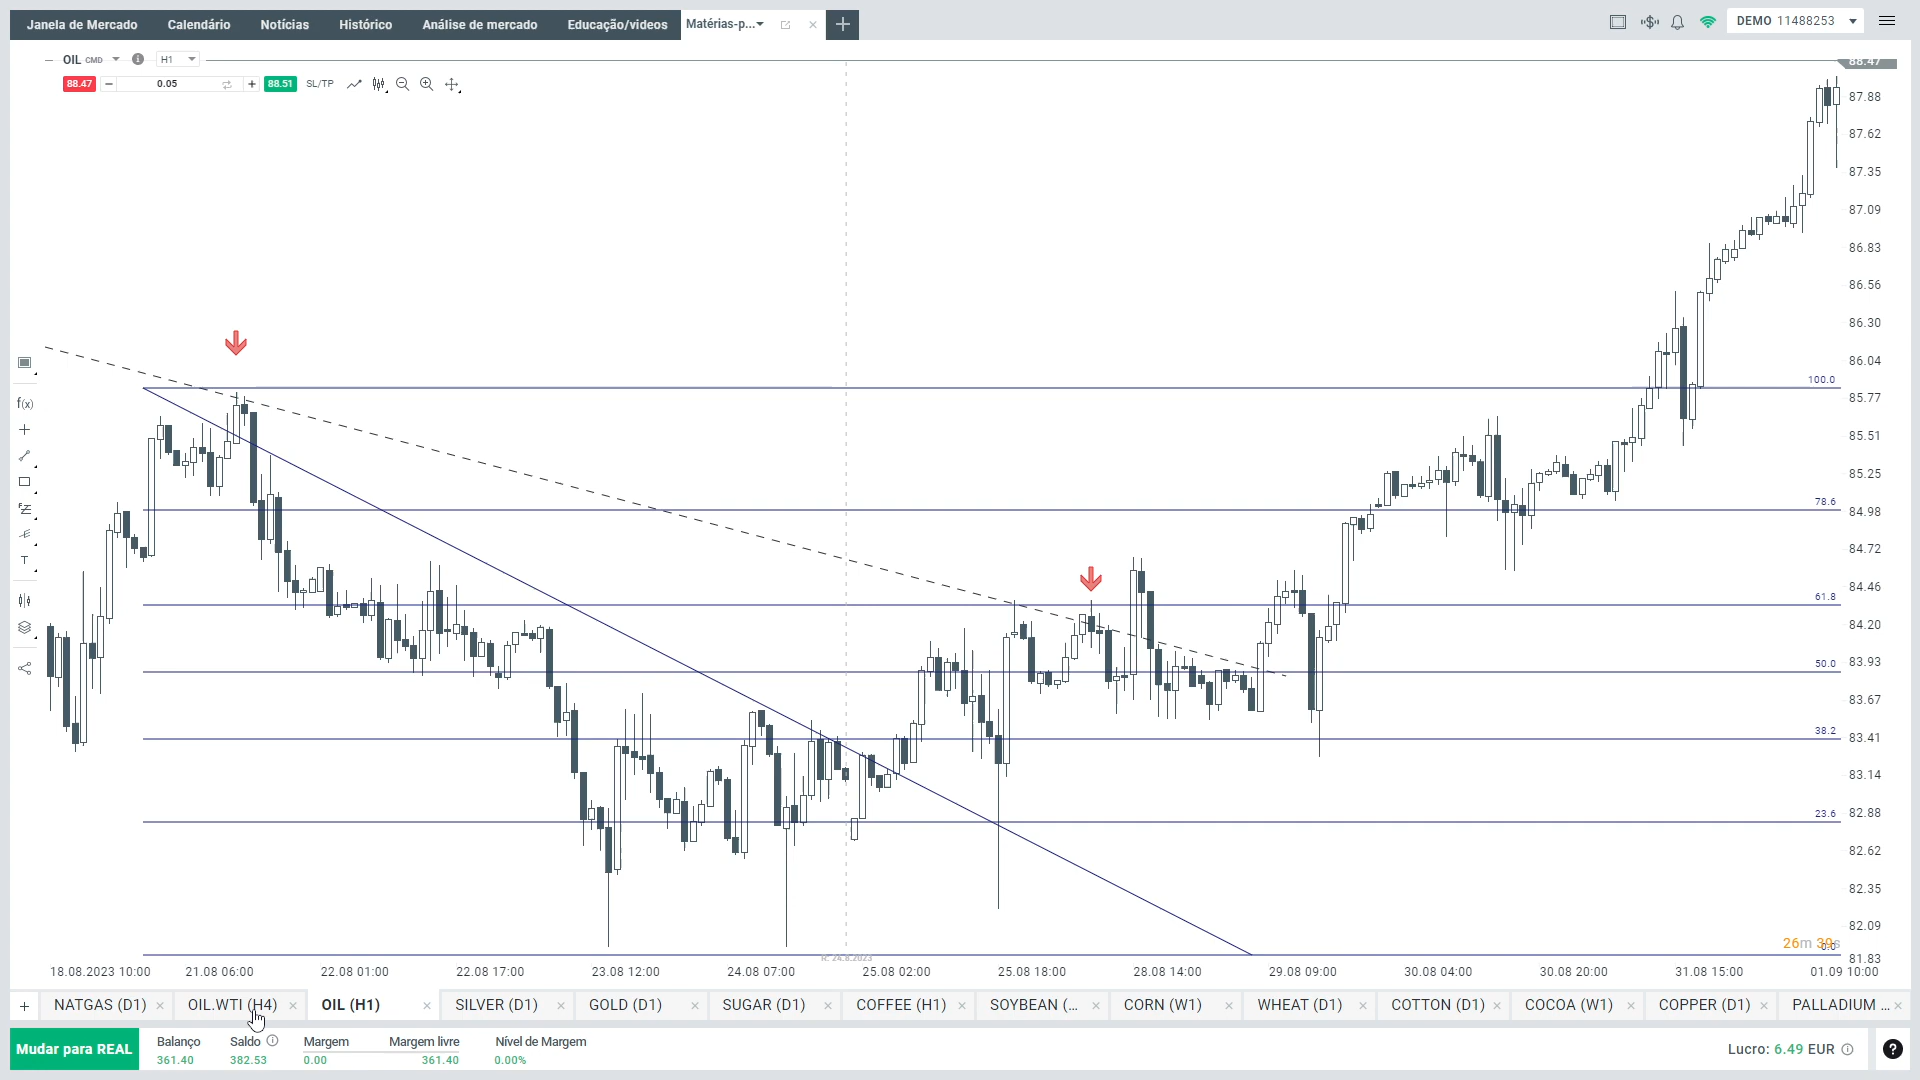 Janela de Mercado Calendário Notícias Histórico Análise de mercado Educação/videos Matérias-p... DEMO 11488253
OIL CMD H1
88.47 0.05 88.51 SL/TP
88.47
87.88
87.62
87.35
87.09
86.83
86.56
86.30
86.04
100.0
85.77
85.51
85.25
78.6
84.98
84.72
84.46
61.8
84.20
50.0
83.93
83.67
38.2
83.41
83.14
23.6
82.88
82.62
82.35
82.09
26m 39s
0.0
81.83
f(x)
T
18.08.2023 10:00 21.08 06:00 22.08 01:00 22.08 17:00 23.08 12:00 24.08 07:00 25.08 02:00 25.08 18:00 28.08 14:00 29.08 09:00 30.08 04:00 30.08 20:00 31.08 15:00 01.09 10:00
NATGAS (D1) OIL.WTI (H4) OIL (H1) SILVER (D1) GOLD (D1) SUGAR (D1) COFFEE (H1) SOYBEAN (... CORN (W1) WHEAT (D1) COTTON (D1) COCOA (W1) COPPER (D1) PALLADIUM ...
Mudar para REAL
Balanço Saldo Margem Margem livre Nível de Margem
361.40 382.53 0.00 361.40 0.00%
Lucro: 6.49 EUR